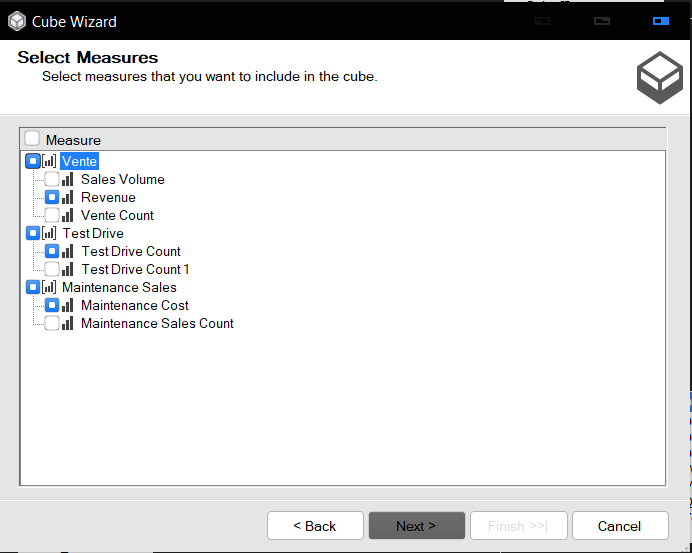 Cube Wizard
Select Measures
Select measures that you want to include in the cube.
Measure
Vente
Sales Volume
Revenue
Vente Count
Test Drive
Test Drive Count
Test Drive Count 1
Maintenance Sales
Maintenance Cost
Maintenance Sales Count
< Back
Next >
Finish >>|
Cancel